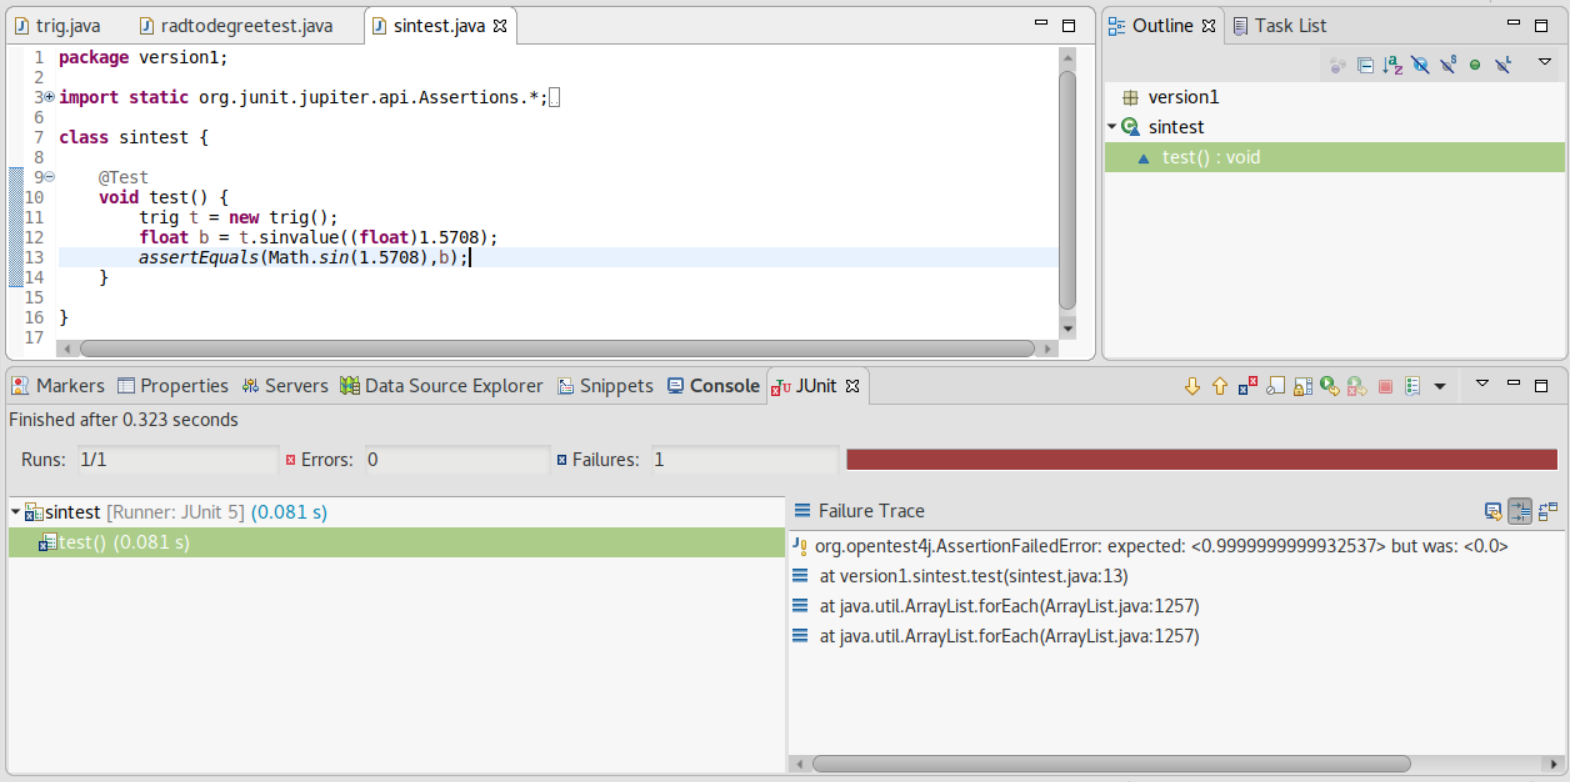 trig.java radtodegreetest.java sintest.java
1 package version1;
2
3 import static org.junit.jupiter.api.Assertions.*;
6
7 class sintest {
8
9 @Test
10 void test() {
11 trig t = new trig();
12 float b = t.sinvalue((float)1.5708);
13 assertEquals(Math.sin(1.5708),b);
14 }
15
16 }
17
Outline Task List
version1
sintest
test() : void
Markers Properties Servers Data Source Explorer Snippets Console JUnit
Finished after 0.323 seconds
Runs: 1/1 Errors: 0 Failures: 1
sintest [Runner: JUnit 5] (0.081 s)
test() (0.081 s)
Failure Trace
org.opentest4j.AssertionFailedError: expected: <0.9999999999932537> but was: <0.0>
at version1.sintest.test(sintest.java:13)
at java.util.ArrayList.forEach(ArrayList.java:1257)
at java.util.ArrayList.forEach(ArrayList.java:1257)